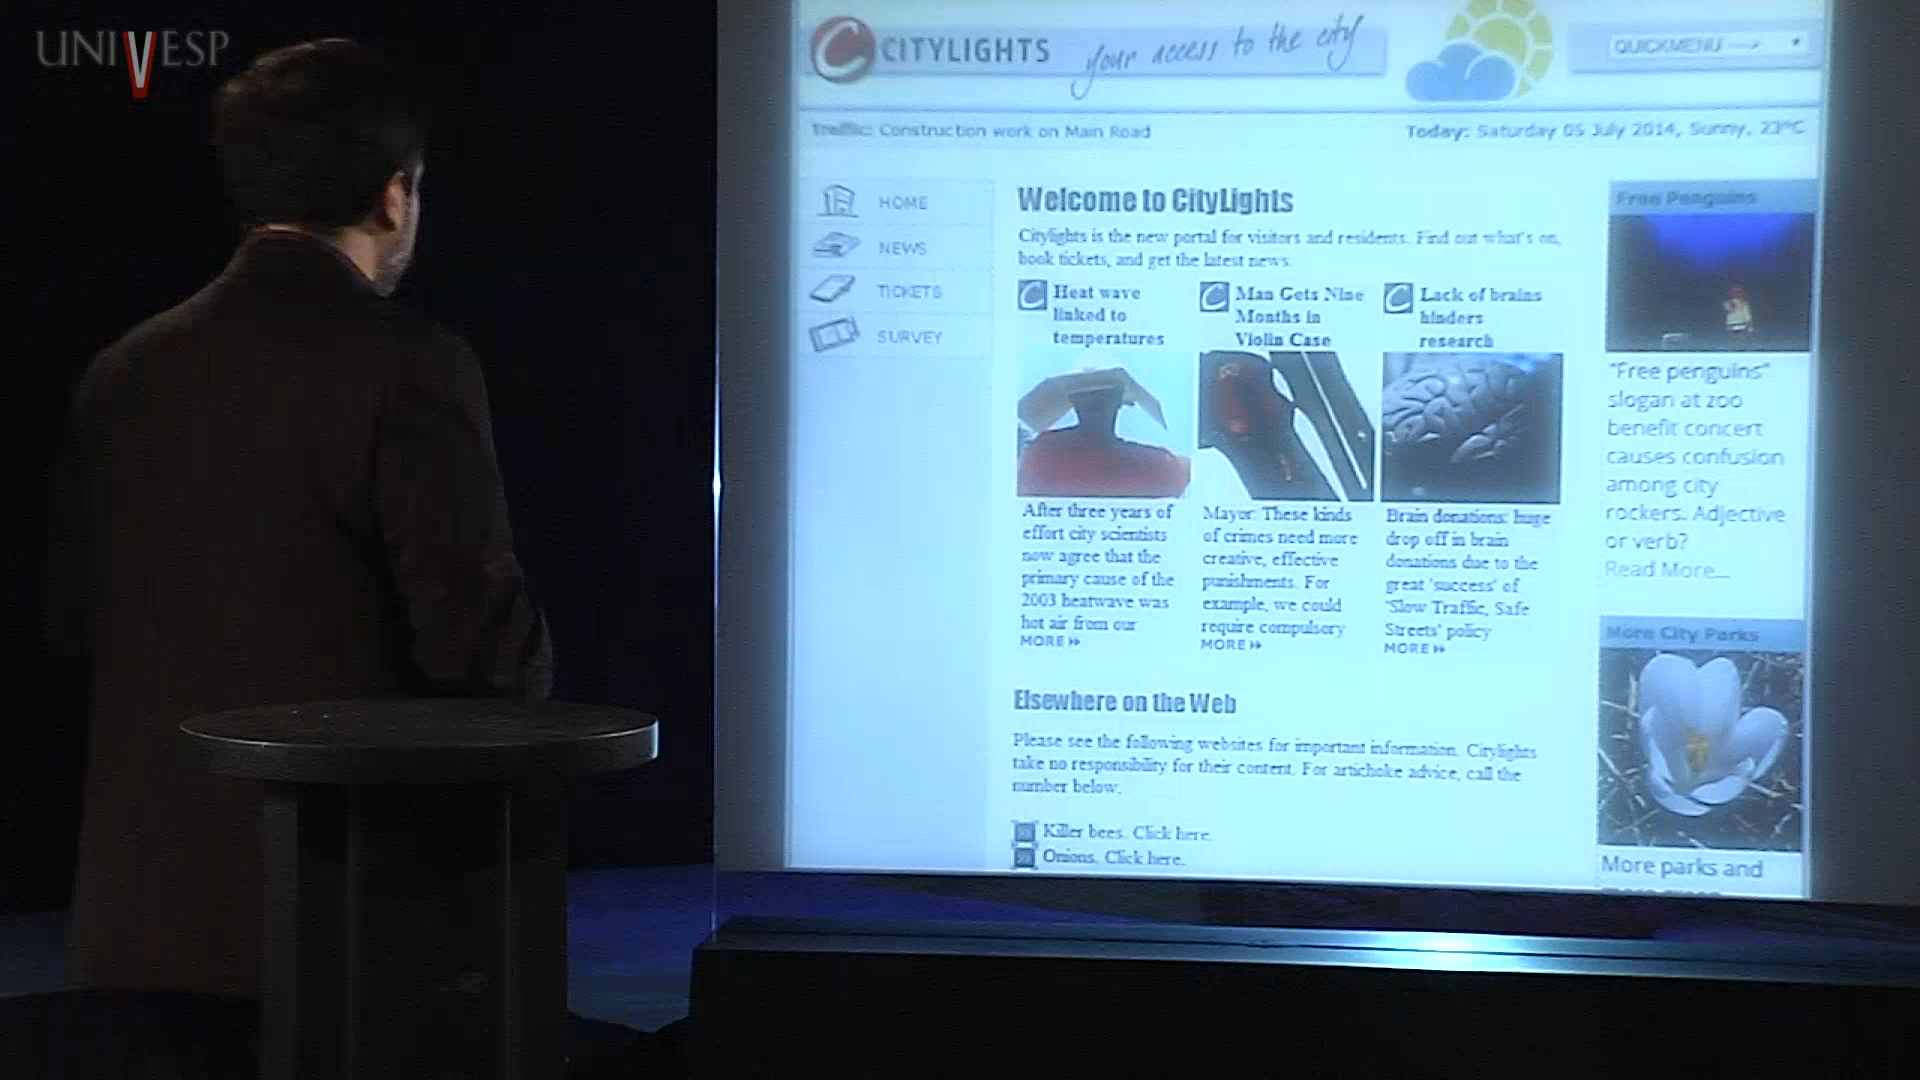 UNIVESP
CITYLIGHTS
your access to the city
QUICKMENU
Traffic: Construction work on Main Road
Today: Saturday 05 July 2014, Sunny, 23°C
HOME
NEWS
TICKETS
SURVEY
Welcome to CityLights
Citylights is the new portal for visitors and residents. Find out what's on,
book tickets, and get the latest news.
Heat wave
linked to
temperatures
After three years of
effort city scientists
now agree that the
primary cause of the
2003 heatwave was
hot air from our
MORE
Man Gets Nine
Months in
Violin Case
Mayor: These kinds
of crimes need more
creative, effective
punishments. For
example, we could
require compulsory
MORE
Lack of brains
hinders
research
Brain donations: huge
drop off in brain
donations due to the
great 'success' of
'Slow Traffic, Safe
Streets' policy
MORE
Elsewhere on the Web
Please see the following websites for important information. Citylights
take no responsibility for their content. For artichoke advice, call the
number below.
Killer bees. Click here.
Onions. Click here.
Free Penguins
"Free penguins"
slogan at zoo
benefit concert
causes confusion
among city
rockers. Adjective
or verb?
Read More...
More City Parks
More parks and